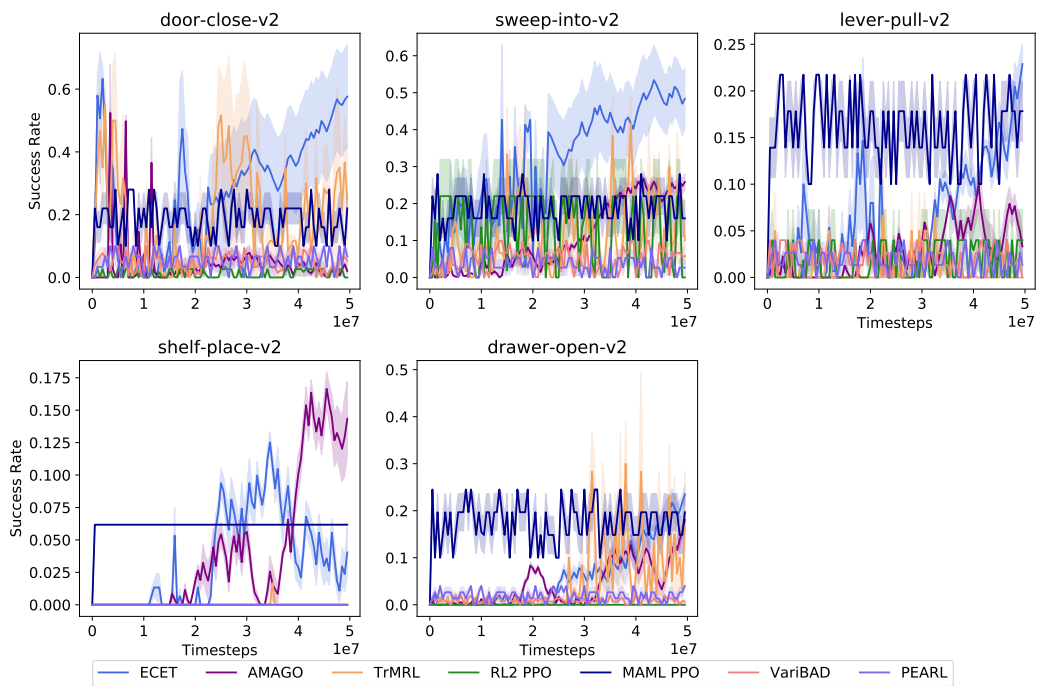 door-close-v2
sweep-into-v2
lever-pull-v2
Success Rate
0.6
0.4
0.2
0.0
0 1 2 3 4 5
1e7
0.6
0.5
0.4
0.3
0.2
0.1
0.0
0 1 2 3 4 5
1e7
0.25
0.20
0.15
0.10
0.05
0.00
0 1 2 3 4 5
Timesteps
1e7
shelf-place-v2
drawer-open-v2
Success Rate
0.175
0.150
0.125
0.100
0.075
0.050
0.025
0.000
0 1 2 3 4 5
Timesteps
1e7
0.5
0.4
0.3
0.2
0.1
0.0
0 1 2 3 4 5
Timesteps
1e7
ECET AMAGO TrMRL RL2 PPO MAML PPO VariBAD PEARL